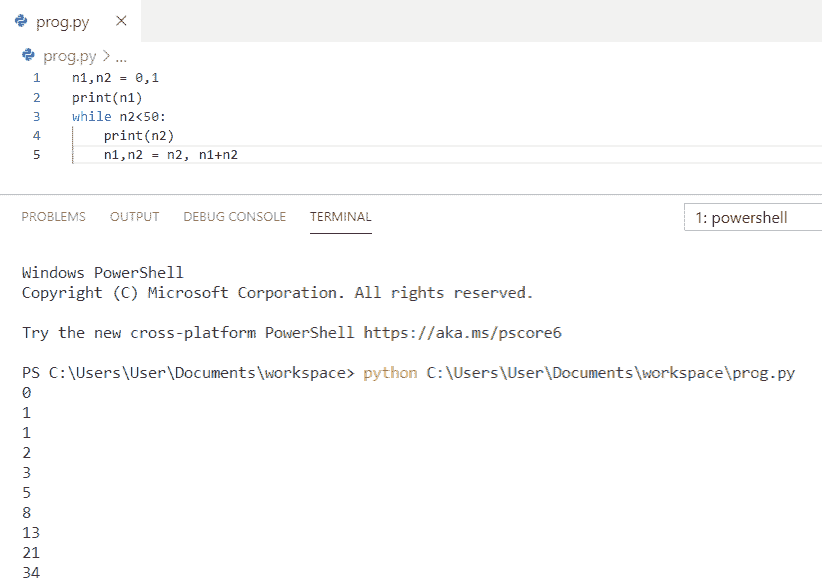 prog.py ×
prog.py > ...
1 n1,n2 = 0,1
2 print(n1)
3 while n2<50:
4 print(n2)
5 n1,n2 = n2, n1+n2
PROBLEMS OUTPUT DEBUG CONSOLE TERMINAL 1: powershell
Windows PowerShell
Copyright (C) Microsoft Corporation. All rights reserved.
Try the new cross-platform PowerShell https://aka.ms/pscore6
PS C:\Users\User\Documents\workspace> python C:\Users\User\Documents\workspace\prog.py
0
1
1
2
3
5
8
13
21
34